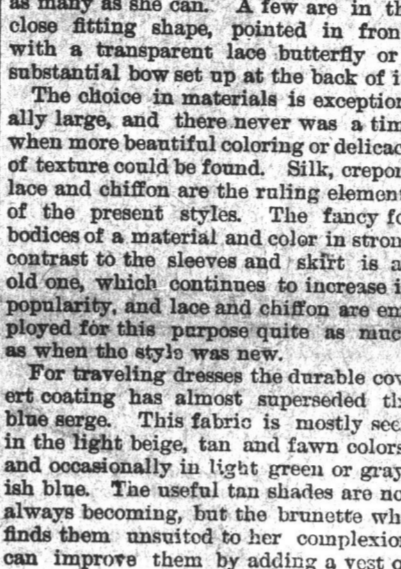 as many as she can. A few are in th
close fitting shape, pointed in fron
with a transparent lace butterfly or
substantial bow set up at the back of i
The choice in materials is exception
ally large, and there never was a tim
when more beautiful coloring or delicac
of texture could be found. Silk, crepon
lace and chiffon are the ruling element
of the present styles. The fancy fo
bodices of a material and color in stron
contrast to the sleeves and skirt is a
old one, which continues to increase i
popularity, and lace and chiffon are em
ployed for this purpose quite as muc
as when the style was new.
For traveling dresses the durable cov
ert coating has almost superseded th
blue serge. This fabric is mostly see
in the light beige, tan and fawn colors
and occasionally in light green or gray
ish blue. The useful tan shades are no
always becoming, but the brunette wh
finds them unsuited to her complexion
can improve them by adding a vest o